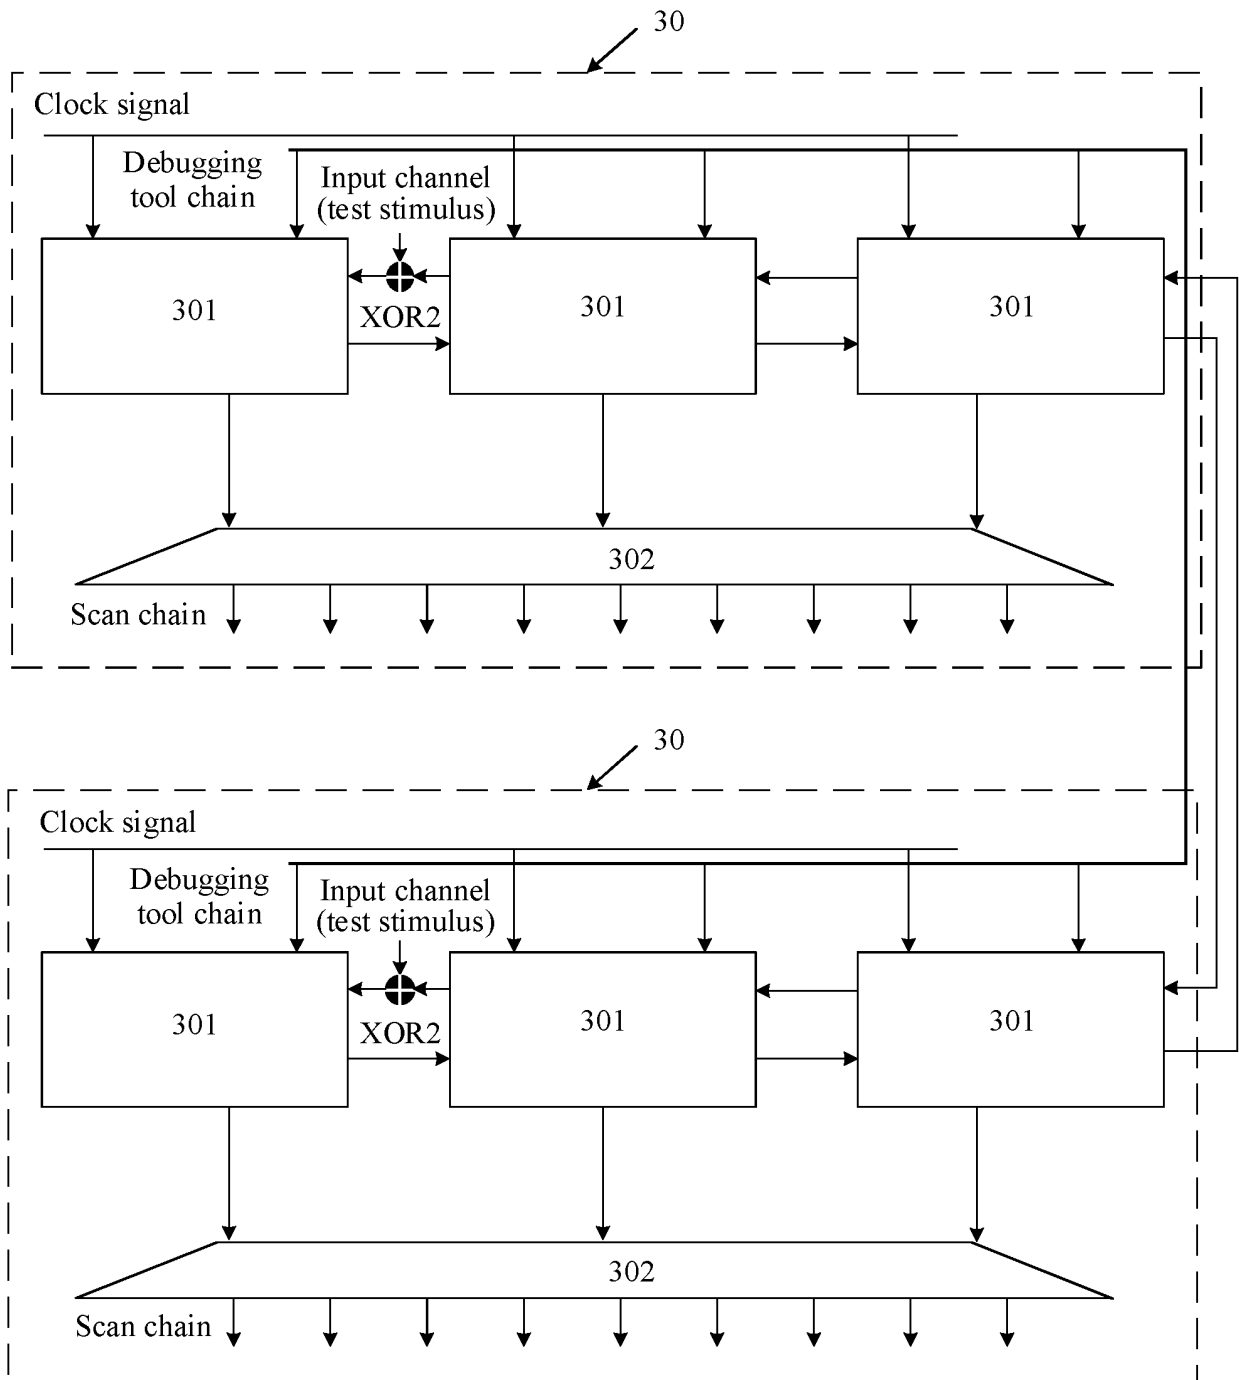 30
Clock signal
Debugging
tool chain
Input channel
(test stimulus)
301
XOR2
301
301
302
Scan chain
30
Clock signal
Debugging
tool chain
Input channel
(test stimulus)
301
XOR2
301
301
302
Scan chain